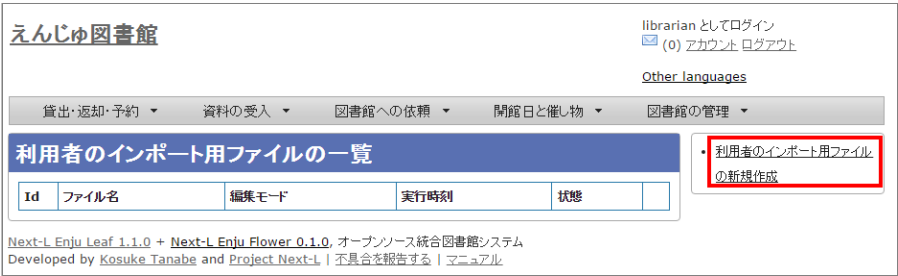 えんじゅ図書館
librarian としてログイン
(0) アカウント ログアウト
Other languages
貸出・返却・予約 ▼ 資料の受入 ▼ 図書館への依頼 ▼ 開館日と催し物 ▼ 図書館の管理 ▼
利用者のインポート用ファイルの一覧
Id ファイル名 編集モード 実行時刻 状態
• 利用者のインポート用ファイル
の新規作成
Next-L Enju Leaf 1.1.0 + Next-L Enju Flower 0.1.0, オープンソース統合図書館システム
Developed by Kosuke Tanabe and Project Next-L | 不具合を報告する | マニュアル